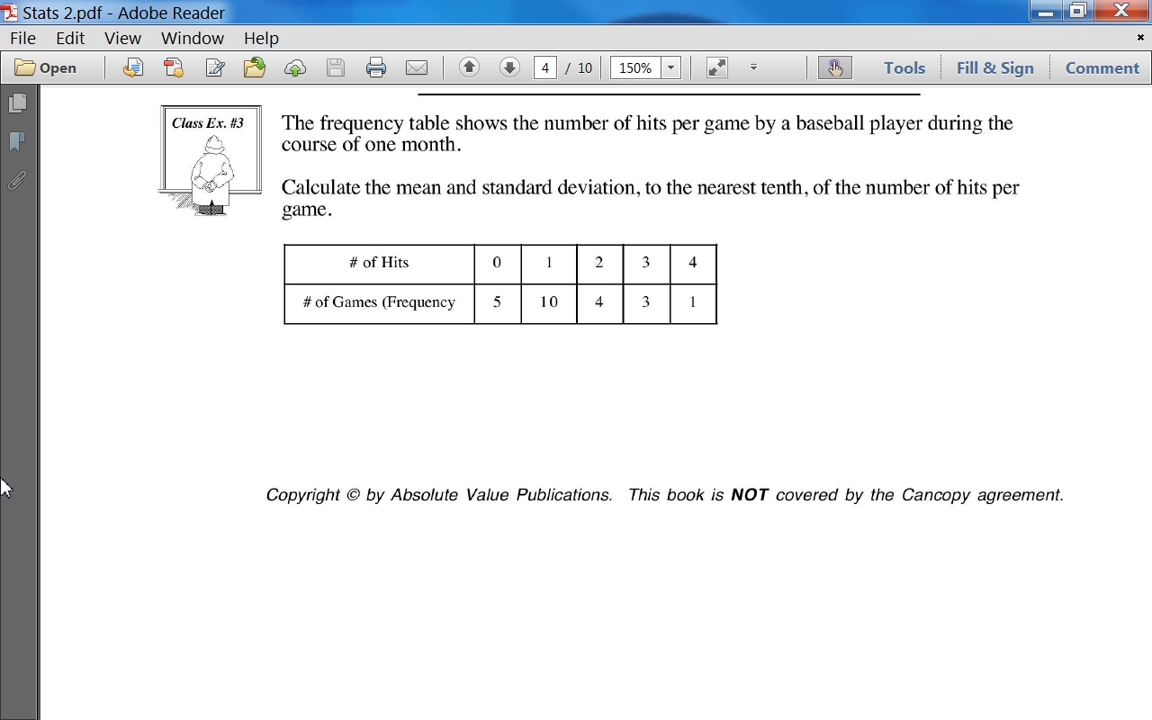 Stats 2.pdf - Adobe Reader
File Edit View Window Help
Open 4 / 10 150% Tools Fill & Sign Comment
Class Ex. #3
The frequency table shows the number of hits per game by a baseball player during the
course of one month.
Calculate the mean and standard deviation, to the nearest tenth, of the number of hits per
game.
# of Hits 0 1 2 3 4
# of Games (Frequency 5 10 4 3 1
Copyright © by Absolute Value Publications. This book is NOT covered by the Cancopy agreement.